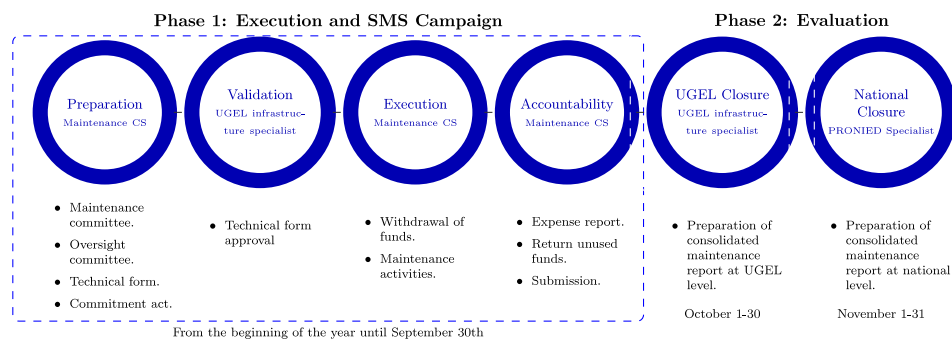 Phase 1: Execution and SMS Campaign
Phase 2: Evaluation
Preparation
Maintenance CS
Validation
UGEL infrastruc-
ture specialist
Execution
Maintenance CS
Accountability
Maintenance CS
UGEL Closure
UGEL infrastruc-
ture specialist
National
Closure
PRONIED Specialist
• Maintenance
committee.
• Oversight
committee.
• Technical form.
• Commitment act.
• Technical form
approval
• Withdrawal of
funds.
• Maintenance
activities.
• Expense report.
• Return unused
funds.
• Submission.
• Preparation of
consolidated
maintenance
report at UGEL
level.
• Preparation of
consolidated
maintenance
report at national
level.
October 1-30
November 1-31
From the beginning of the year until September 30th